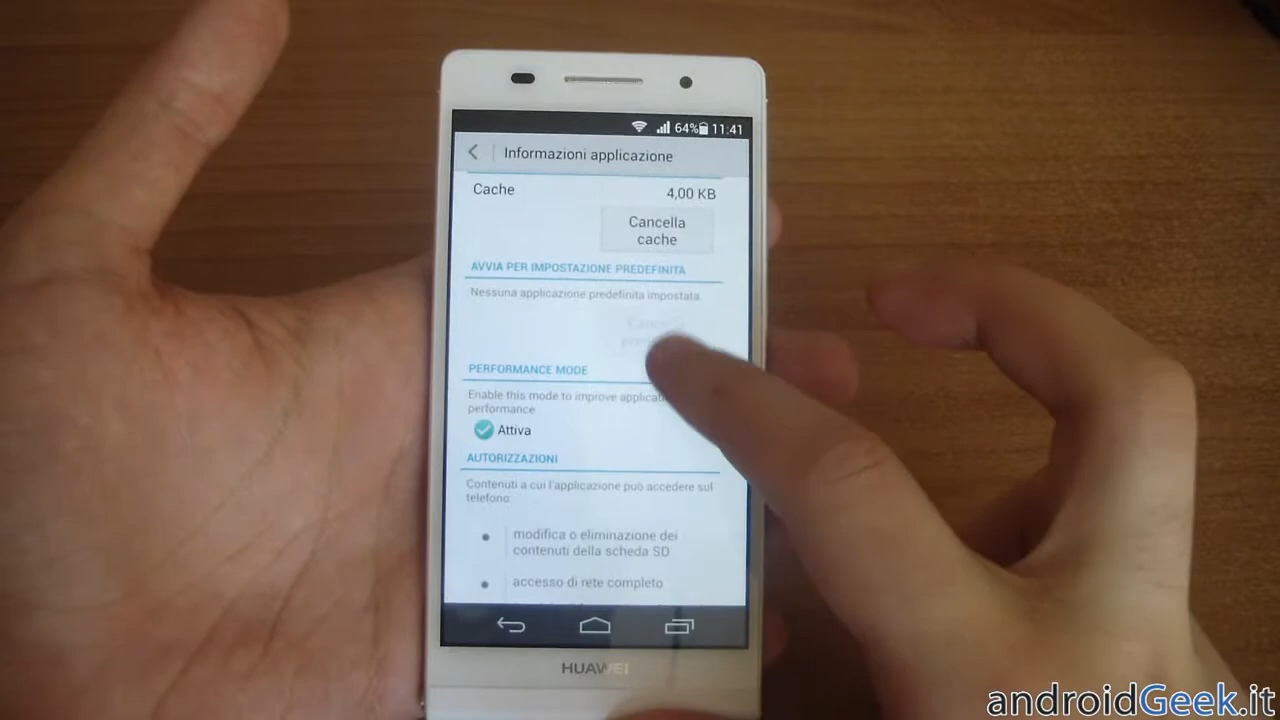 64% 11:41
Informazioni applicazione
Cache
4,00 KB
Cancella
cache
AVVIA PER IMPOSTAZIONE PREDEFINITA
Nessuna applicazione predefinita impostata.
PERFORMANCE MODE
Enable this mode to improve
performance
Attiva
AUTORIZZAZIONI
Contenuti a cui l'applicazione può accedere sul
telefono:
modifica o eliminazione dei
contenuti della scheda SD
accesso di rete completo
HUAWEI
androidGeek.it